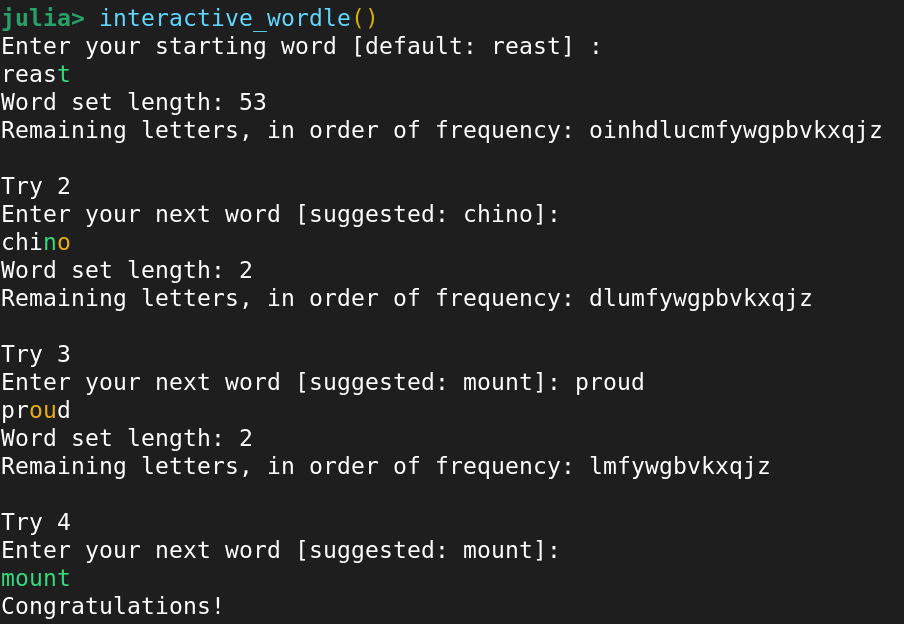 julia> interactive_wordle()
Enter your starting word [default: reast] :
reast
Word set length: 53
Remaining letters, in order of frequency: oinhdlucmfywgpbvkxqjz
Try 2
Enter your next word [suggested: chino]:
chino
Word set length: 2
Remaining letters, in order of frequency: dlumfywgpbvkxqjz
Try 3
Enter your next word [suggested: mount]: proud
proud
Word set length: 2
Remaining letters, in order of frequency: lmfywgbvkxqjz
Try 4
Enter your next word [suggested: mount]:
mount
Congratulations!